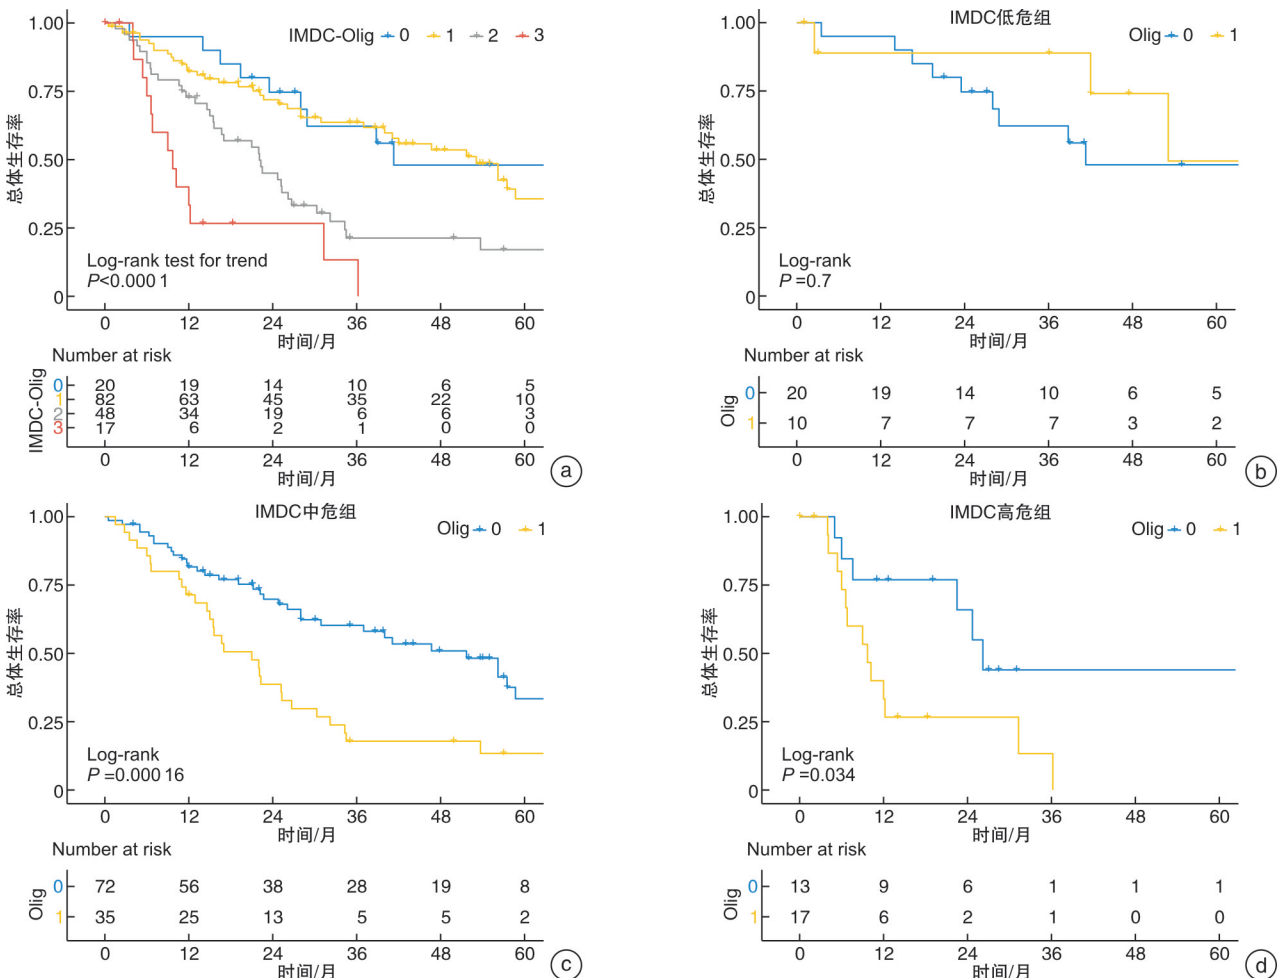 IMDC-Olig 0 1 2 3
1.00
0.75
0.50
0.25
0
总体生存率
Log-rank test for trend
P<0.000 1
0 12 24 36 48 60
时间/月
Number at risk
IMDC-Olig
0 20 19 14 10 6 5
1 82 63 45 35 22 10
2 48 34 19 6 6 3
3 17 6 2 1 0 0
0 12 24 36 48 60
时间/月
a
IMDC低危组
Olig 0 1
1.00
0.75
0.50
0.25
0
总体生存率
Log-rank
P =0.7
0 12 24 36 48 60
时间/月
Number at risk
Olig
0 20 19 14 10 6 5
1 10 7 7 7 3 2
0 12 24 36 48 60
时间/月
b
IMDC中危组
Olig 0 1
1.00
0.75
0.50
0.25
0
总体生存率
Log-rank
P =0.000 16
0 12 24 36 48 60
时间/月
Number at risk
Olig
0 72 56 38 28 19 8
1 35 25 13 5 5 2
0 12 24 36 48 60
时间/月
c
IMDC高危组
Olig 0 1
1.00
0.75
0.50
0.25
0
总体生存率
Log-rank
P =0.034
0 12 24 36 48 60
时间/月
Number at risk
Olig
0 13 9 6 1 1 1
1 17 6 2 1 0 0
0 12 24 36 48 60
时间/月
d